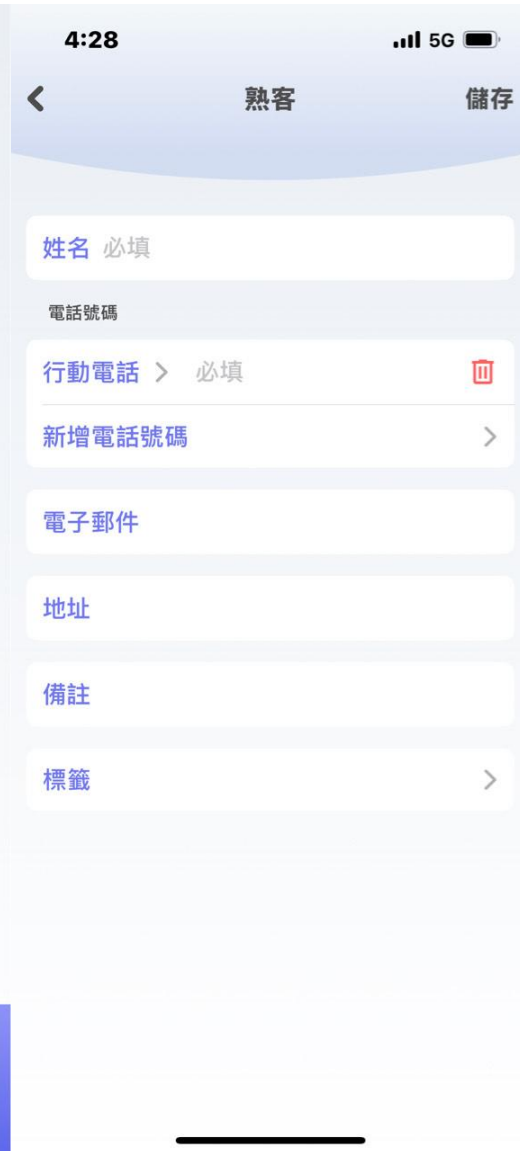 4:28 5G
熟客 儲存
姓名 必填
電話號碼
行動電話 > 必填
新增電話號碼
電子郵件
地址
備註
標籤